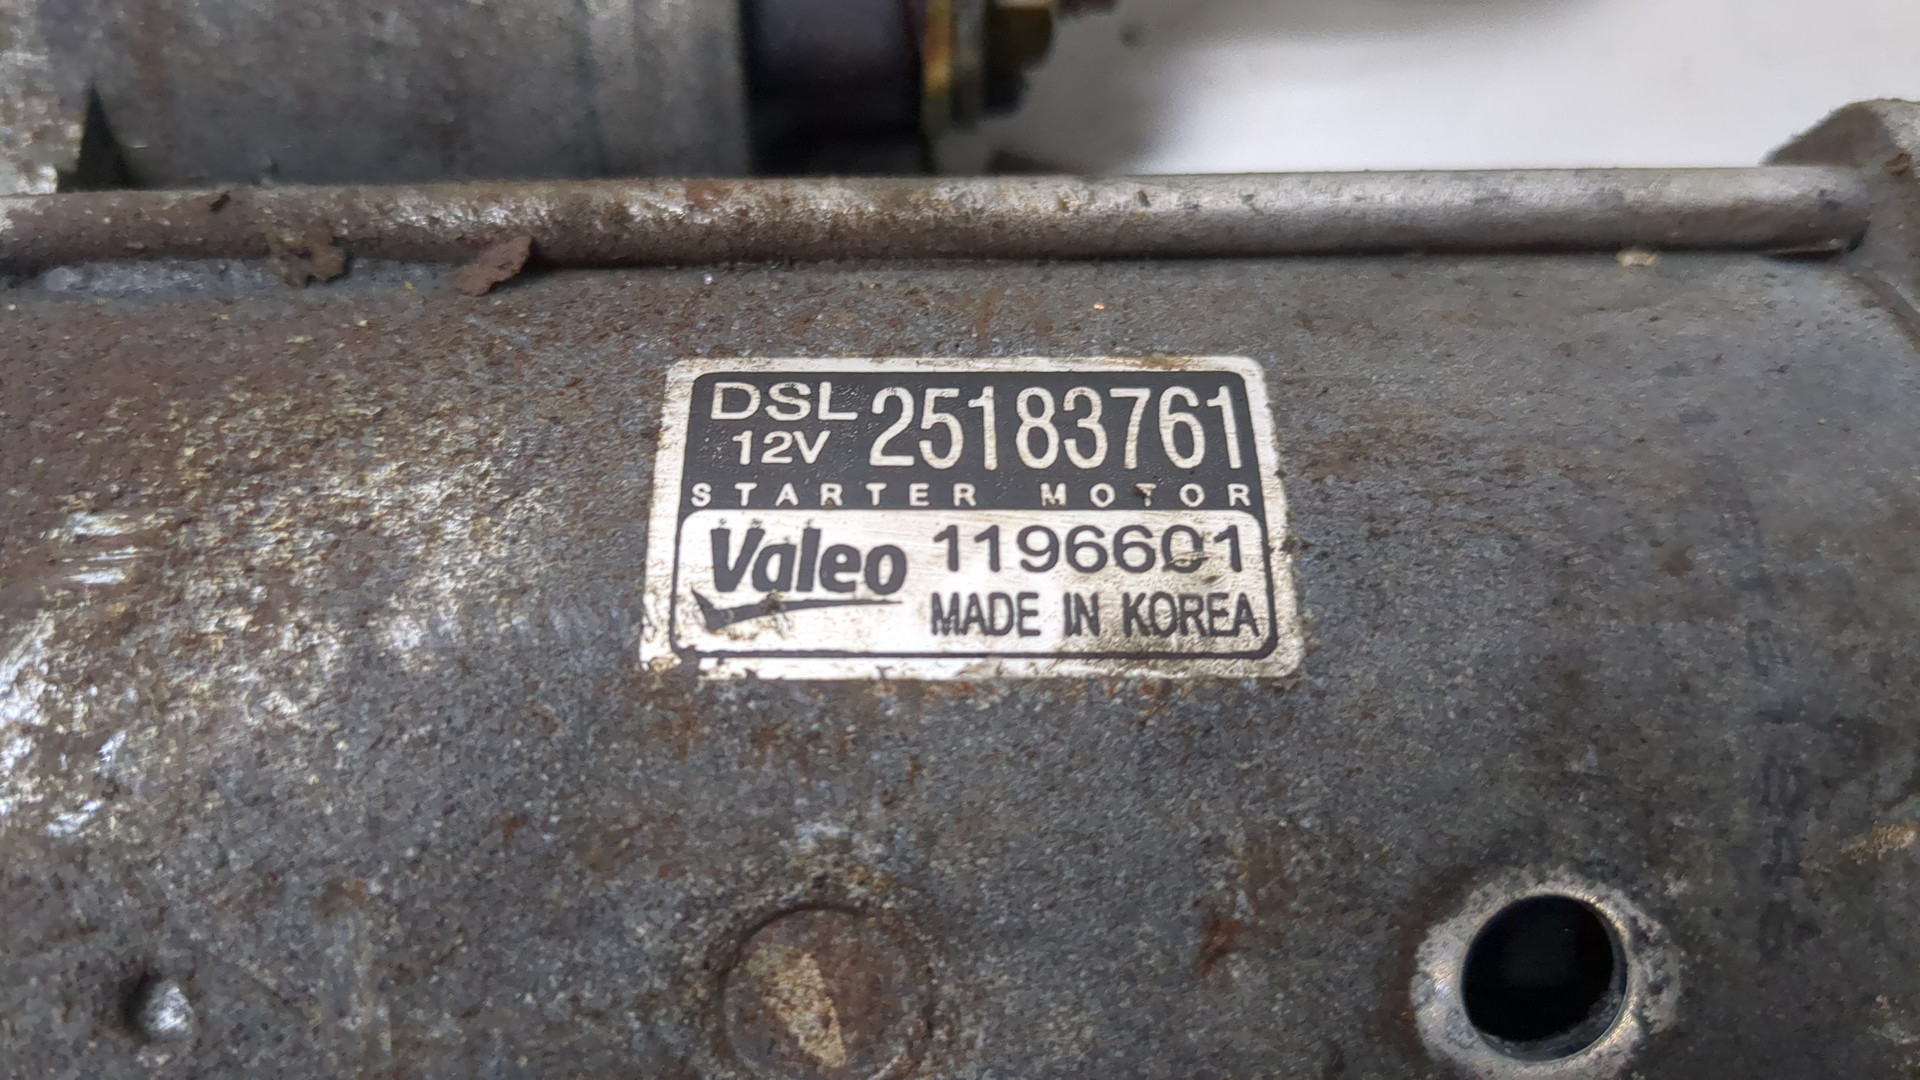 DSL 25183761
12V
STARTER MOTOR
Valeo 1196601
MADE IN KOREA